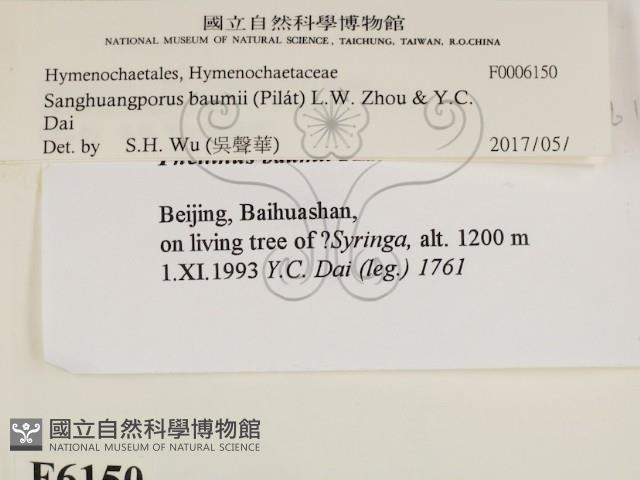 國立自然科學博物館
NATIONAL MUSEUM OF NATURAL SCIENCE, TAICHUNG, TAIWAN, R.O.CHINA
Hymenochaetales, Hymenochaetaceae F0006150
Sanghuangporus baumii (Pilát) L.W. Zhou & Y.C.
Dai
Det. by S.H. Wu (吳聲華) 2017/05/
Beijing, Baihuashan,
on living tree of ?Syringa, alt. 1200 m
1.XI.1993 Y.C. Dai (leg.) 1761
國立自然科學博物館
NATIONAL MUSEUM OF NATURAL SCIENCE
F6150